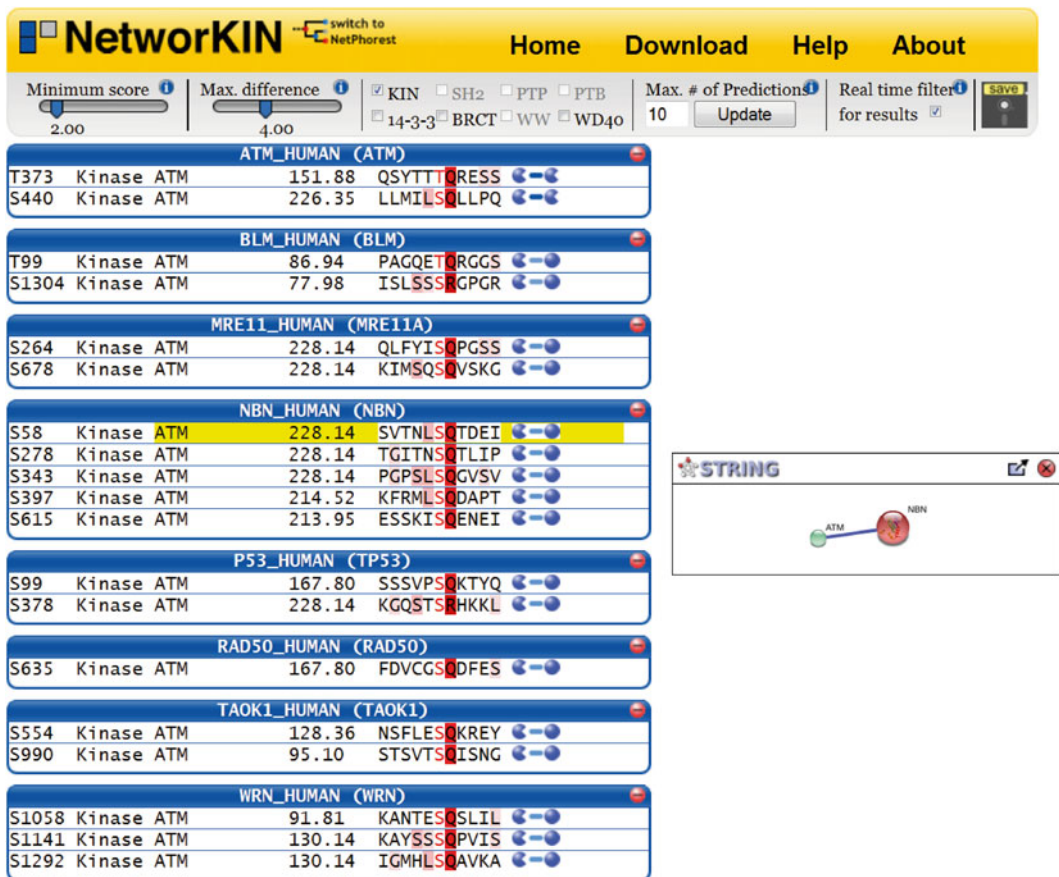 NetworKIN switch to NetPhorest Home Download Help About
Minimum score i Max. difference i KIN SH2 PTP PTB Max. # of Predictions i Real time filter i save
2.00 4.00 14-3-3 BRCT WW WD40 10 Update for results
ATM_HUMAN (ATM)
T373 Kinase ATM 151.88 QSYTTTQRESS
S440 Kinase ATM 226.35 LLMILSQLLPQ
BLM_HUMAN (BLM)
T99 Kinase ATM 86.94 PAGQETQRGGS
S1304 Kinase ATM 77.98 ISLSSSRGPGR
MRE11_HUMAN (MRE11A)
S264 Kinase ATM 228.14 QLFYISQPGSS
S678 Kinase ATM 228.14 KIMSQSQVSKG
NBN_HUMAN (NBN)
S58 Kinase ATM 228.14 SVTNLSQTDEI
S278 Kinase ATM 228.14 TGITNSQTLIP
S343 Kinase ATM 228.14 PGPSLSQGVSV
S397 Kinase ATM 214.52 KFRMLSQDAPT
S615 Kinase ATM 213.95 ESSKISQENEI
STRING
ATM NBN
P53_HUMAN (TP53)
S99 Kinase ATM 167.80 SSSVPSQKTYQ
S378 Kinase ATM 228.14 KGQSTSRHKKL
RAD50_HUMAN (RAD50)
S635 Kinase ATM 167.80 FDVCGSQDFES
TAOK1_HUMAN (TAOK1)
S554 Kinase ATM 128.36 NSFLESQKREY
S990 Kinase ATM 95.10 STSVTSQISNG
WRN_HUMAN (WRN)
S1058 Kinase ATM 91.81 KANTESQSLIL
S1141 Kinase ATM 130.14 KAYSSSQPVIS
S1292 Kinase ATM 130.14 IGMHLSQAVKA